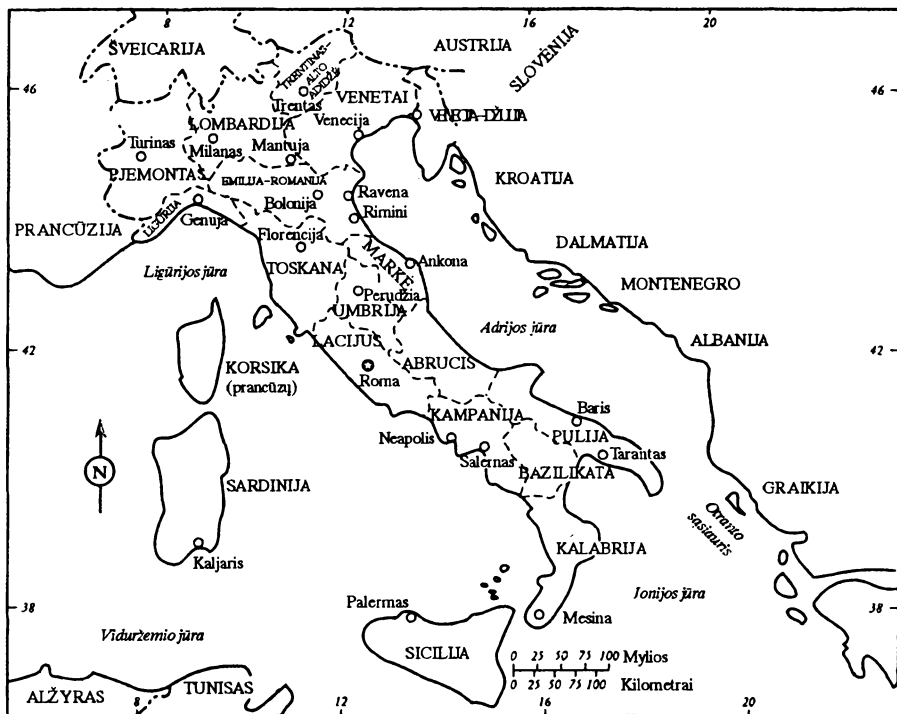 8
12
16
20
ŠVEICARIJA
AUSTRIJA
SLOVĖNIJA
TRENTINAS–
ALTO
ADIDŽĖ
46
46
Trentas
VENETAI
Venecija
LOMBARDIJA
Milanas
Mantuja
Turinas
PJEMONTAS
EMILIJA–ROMANIJA
Bolonija
Ravena
Rimini
KROATIJA
LIGŪRIJA
Genuja
PRANCŪZIJA
Florencija
TOSKANA
MARKĖ
Ankona
DALMATIJA
Ligūrijos jūra
MONTENEGRO
Perudžia
UMBRIJA
Adrijos jūra
ALBANIJA
42
42
LACIJUS
Roma
ABRUCIS
KORSIKA
(prancūzų)
KAMPANIJA
Baris
PULIJA
Neapolis
Salernas
Tarantas
BAZILIKATA
N
SARDINIJA
GRAIKIJA
Otranto
sąsiauris
Kaljaris
KALABRIJA
Jonijos jūra
38
38
Palermas
Mesina
Viduržemio jūra
SICILIJA
0 25 50 75 100 Mylios
0 25 50 75 100 Kilometrai
ALŽYRAS
TUNISAS
8
12
16
20